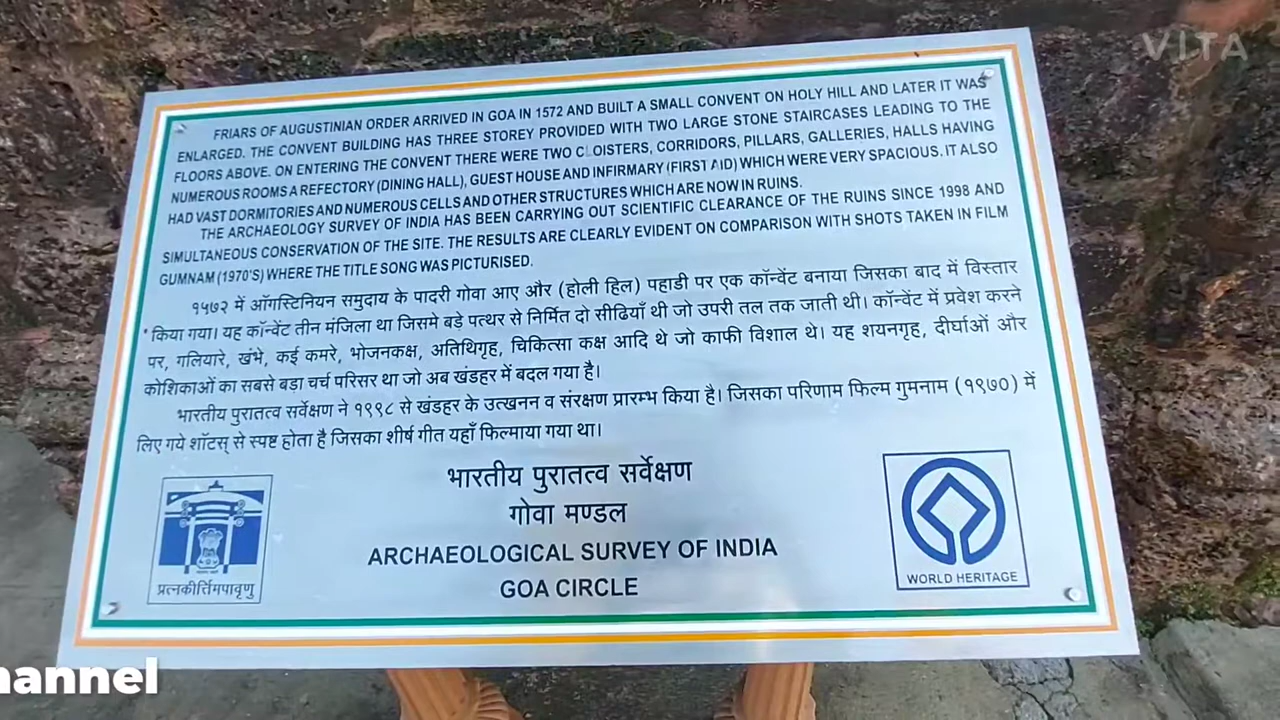 VITA
FRIARS OF AUGUSTINIAN ORDER ARRIVED IN GOA IN 1572 AND BUILT A SMALL CONVENT ON HOLY HILL AND LATER IT WAS
ENLARGED. THE CONVENT BUILDING HAS THREE STOREY PROVIDED WITH TWO LARGE STONE STAIRCASES LEADING TO THE
FLOORS ABOVE. ON ENTERING THE CONVENT THERE WERE TWO CLOISTERS, CORRIDORS, PILLARS, GALLERIES, HALLS HAVING
NUMEROUS ROOMS A REFECTORY (DINING HALL), GUEST HOUSE AND INFIRMARY (FIRST AID) WHICH WERE VERY SPACIOUS. IT ALSO
HAD VAST DORMITORIES AND NUMEROUS CELLS AND OTHER STRUCTURES WHICH ARE NOW IN RUINS.
THE ARCHAEOLOGY SURVEY OF INDIA HAS BEEN CARRYING OUT SCIENTIFIC CLEARANCE OF THE RUINS SINCE 1998 AND
SIMULTANEOUS CONSERVATION OF THE SITE. THE RESULTS ARE CLEARLY EVIDENT ON COMPARISON WITH SHOTS TAKEN IN FILM
GUMNAM (1970'S) WHERE THE TITLE SONG WAS PICTURISED.
१५७२ में ऑगस्टिनियन समुदाय के पादरी गोवा आए और (होली हिल) पहाडी पर एक कॉन्वेंट बनाया जिसका बाद में विस्तार
किया गया। यह कॉन्वेंट तीन मंजिला था जिसमे बड़े पत्थर से निर्मित दो सीढियाँ थी जो उपरी तल तक जाती थी। कॉन्वेंट में प्रवेश करने
पर, गलियारे, खंभे, कई कमरे, भोजनकक्ष, अतिथिगृह, चिकित्सा कक्ष आदि थे जो काफी विशाल थे। यह शयनगृह, दीर्घाओं और
कोशिकाओं का सबसे बडा चर्च परिसर था जो अब खंडहर में बदल गया है।
भारतीय पुरातत्व सर्वेक्षण ने १९९८ से खंडहर के उत्खनन व संरक्षण प्रारम्भ किया है। जिसका परिणाम फिल्म गुमनाम (१९७०) में
लिए गये शॉटस् से स्पष्ट होता है जिसका शीर्ष गीत यहाँ फिल्माया गया था।
भारतीय पुरातत्व सर्वेक्षण
गोवा मण्डल
ARCHAEOLOGICAL SURVEY OF INDIA
GOA CIRCLE
प्रत्नकीर्त्तिमपावृणु
WORLD HERITAGE
hannel